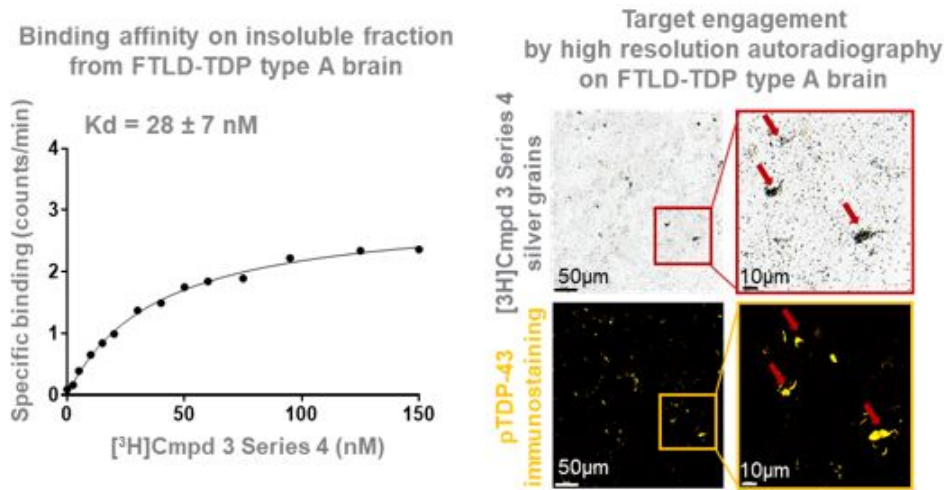 Binding affinity on insoluble fraction
from FTLD-TDP type A brain
Kd = 28 ± 7 nM
Specific binding (counts/min)
4
3
2
1
0
0
50
100
150
[³H]Cmpd 3 Series 4 (nM)
Target engagement
by high resolution autoradiography
on FTLD-TDP type A brain
[3H]Cmpd 3 Series 4
silver grains
50µm
10µm
pTDP-43
immunostaining
50µm
10µm